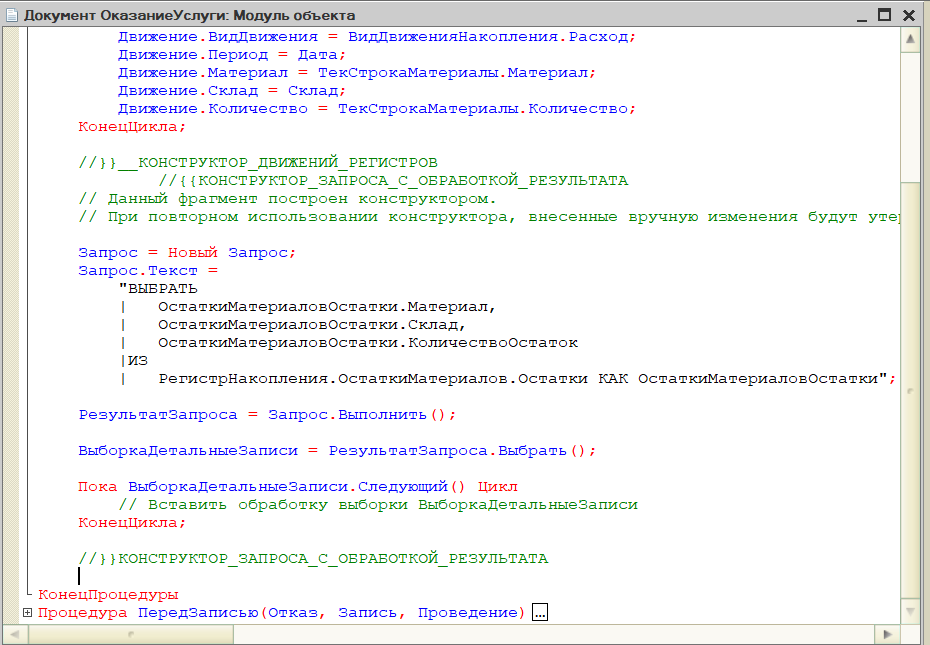 Документ ОказаниеУслуги: Модуль объекта
Движение.ВидДвижения = ВидДвиженияНакопления.Расход;
Движение.Период = Дата;
Движение.Материал = ТекСтрокаМатериалы.Материал;
Движение.Склад = Склад;
Движение.Количество = ТекСтрокаМатериалы.Количество;
КонецЦикла;
//}}__КОНСТРУКТОР_ДВИЖЕНИЙ_РЕГИСТРОВ
//{{КОНСТРУКТОР_ЗАПРОСА_С_ОБРАБОТКОЙ_РЕЗУЛЬТАТА
// Данный фрагмент построен конструктором.
// При повторном использовании конструктора, внесенные вручную изменения будут утер
Запрос = Новый Запрос;
Запрос.Текст =
"ВЫБРАТЬ
|   ОстаткиМатериаловОстатки.Материал,
|   ОстаткиМатериаловОстатки.Склад,
|   ОстаткиМатериаловОстатки.КоличествоОстаток
|ИЗ
|   РегистрНакопления.ОстаткиМатериалов.Остатки КАК ОстаткиМатериаловОстатки";
РезультатЗапроса = Запрос.Выполнить();
ВыборкаДетальныеЗаписи = РезультатЗапроса.Выбрать();
Пока ВыборкаДетальныеЗаписи.Следующий() Цикл
// Вставить обработку выборки ВыборкаДетальныеЗаписи
КонецЦикла;
//}}КОНСТРУКТОР_ЗАПРОСА_С_ОБРАБОТКОЙ_РЕЗУЛЬТАТА
КонецПроцедуры
Процедура ПередЗаписью(Отказ, Запись, Проведение) ...